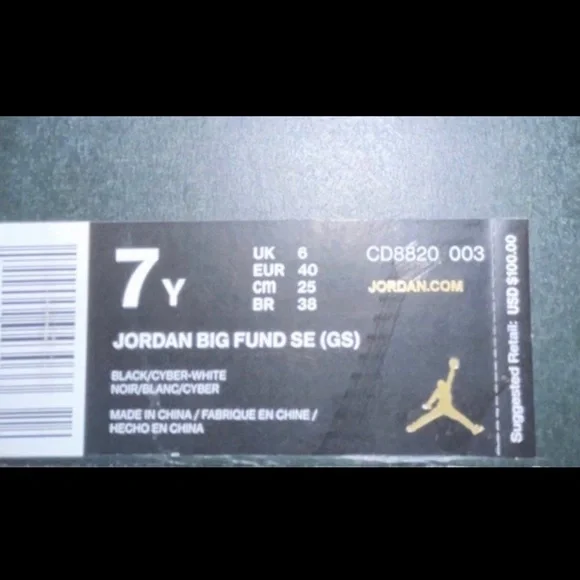 7Y
UK 6
EUR 40
cm 25
BR 38
CD8820 003
JORDAN.COM
JORDAN BIG FUND SE (GS)
BLACK/CYBER-WHITE
NOIR/BLANC/CYBER
MADE IN CHINA / FABRIQUE EN CHINE /
HECHO EN CHINA
Suggested Retail: USD $100.00